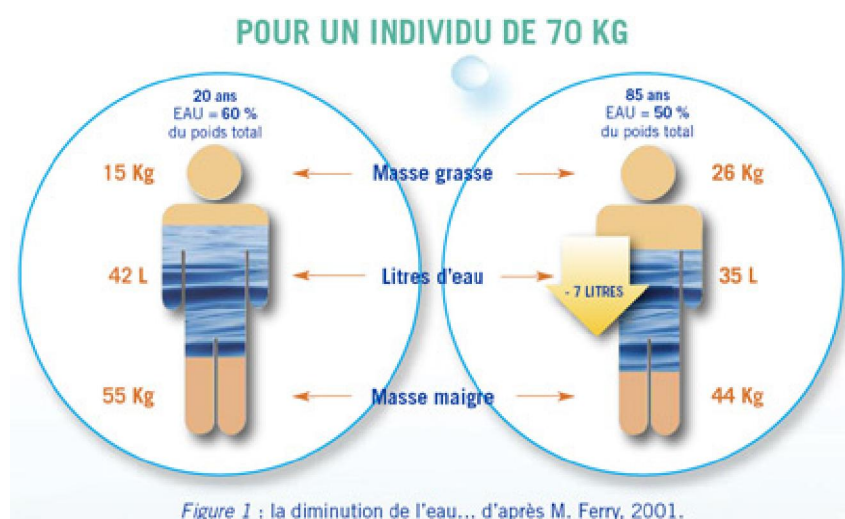 POUR UN INDIVIDU DE 70 KG
20 ans
EAU = 60 %
du poids total
85 ans
EAU = 50 %
du poids total
15 Kg
Masse grasse
26 Kg
42 L
Litres d'eau
- 7 LITRES
35 L
55 Kg
Masse maigre
44 Kg
Figure 1 : la diminution de l'eau... d'après M. Ferry, 2001.